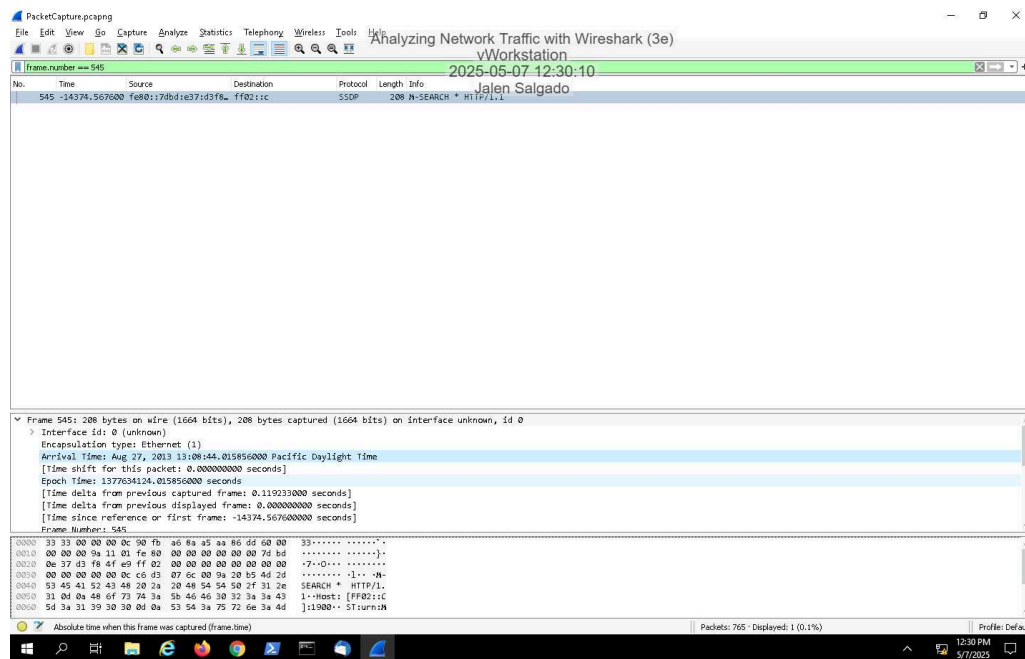 PacketCapture.pcapng
File Edit View Go Capture Analyze Statistics Telephony Wireless Tools Help
Analyzing Network Traffic with Wireshark (3e)
vWorkstation
2025-05-07 12:30:10
Jalen Salgado
frame.number == 545
No. Time Source Destination Protocol Length Info
545 -14374.567600 fe80::7dbd:e37:d3f8… ff02::c SSDP 208 M-SEARCH * HTTP/1.1
Frame 545: 208 bytes on wire (1664 bits), 208 bytes captured (1664 bits) on interface unknown, id 0
Interface id: 0 (unknown)
Encapsulation type: Ethernet (1)
Arrival Time: Aug 27, 2013 13:08:44.015856000 Pacific Daylight Time
[Time shift for this packet: 0.000000000 seconds]
Epoch Time: 1377634124.015856000 seconds
[Time delta from previous captured frame: 0.119233000 seconds]
[Time delta from previous displayed frame: 0.000000000 seconds]
[Time since reference or first frame: -14374.567600000 seconds]
Frame Number: 545
0000 33 33 00 00 00 0c 90 fb a6 8a a5 aa 86 dd 60 00 33······ ······`·
0010 00 00 00 9a 11 01 fe 80 00 00 00 00 00 00 7d bd ········ ······}·
0020 0e 37 d3 f8 4f e9 ff 02 00 00 00 00 00 00 00 00 ·7··O··· ········
0030 00 00 00 00 00 0c c6 d3 07 6c 00 9a 20 b5 4d 2d ········ ·l·· ·M-
0040 53 45 41 52 43 48 20 2a 20 48 54 54 50 2f 31 2e SEARCH * HTTP/1.
0050 31 0d 0a 48 6f 73 74 3a 5b 46 46 30 32 3a 3a 43 1··Host: [FF02::C
0060 5d 3a 31 39 30 30 0d 0a 53 54 3a 75 72 6e 3a 4d ]:1900·· ST:urn:M
Absolute time when this frame was captured (frame.time) Packets: 765 · Displayed: 1 (0.1%) Profile: Defau
12:30 PM
5/7/2025